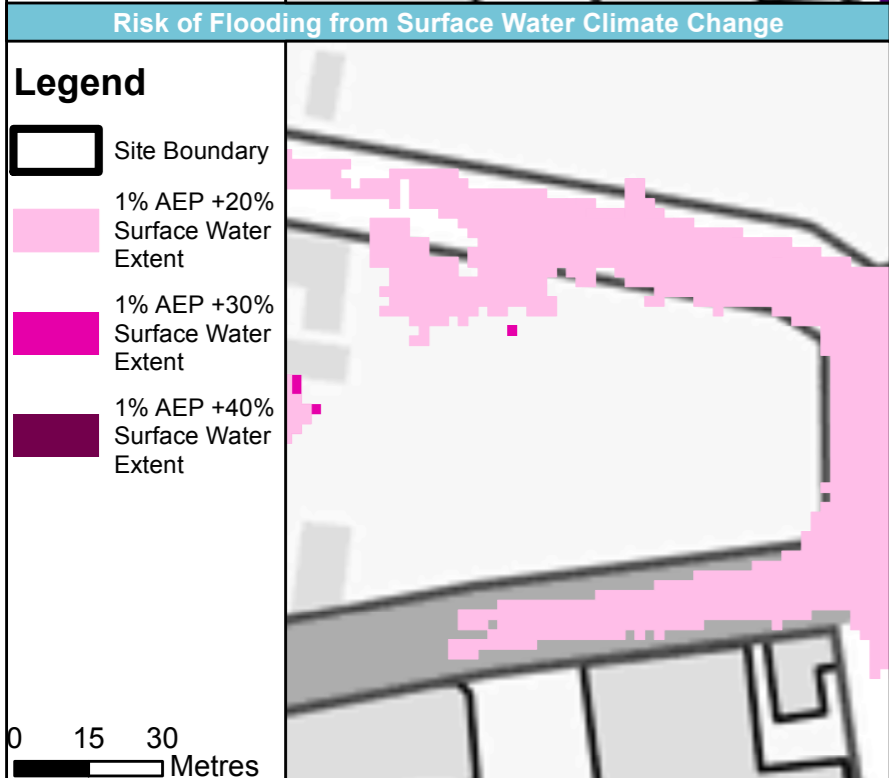 Risk of Flooding from Surface Water Climate Change
Legend
Site Boundary
1% AEP +20%
Surface Water
Extent
1% AEP +30%
Surface Water
Extent
1% AEP +40%
Surface Water
Extent
0 15 30
Metres